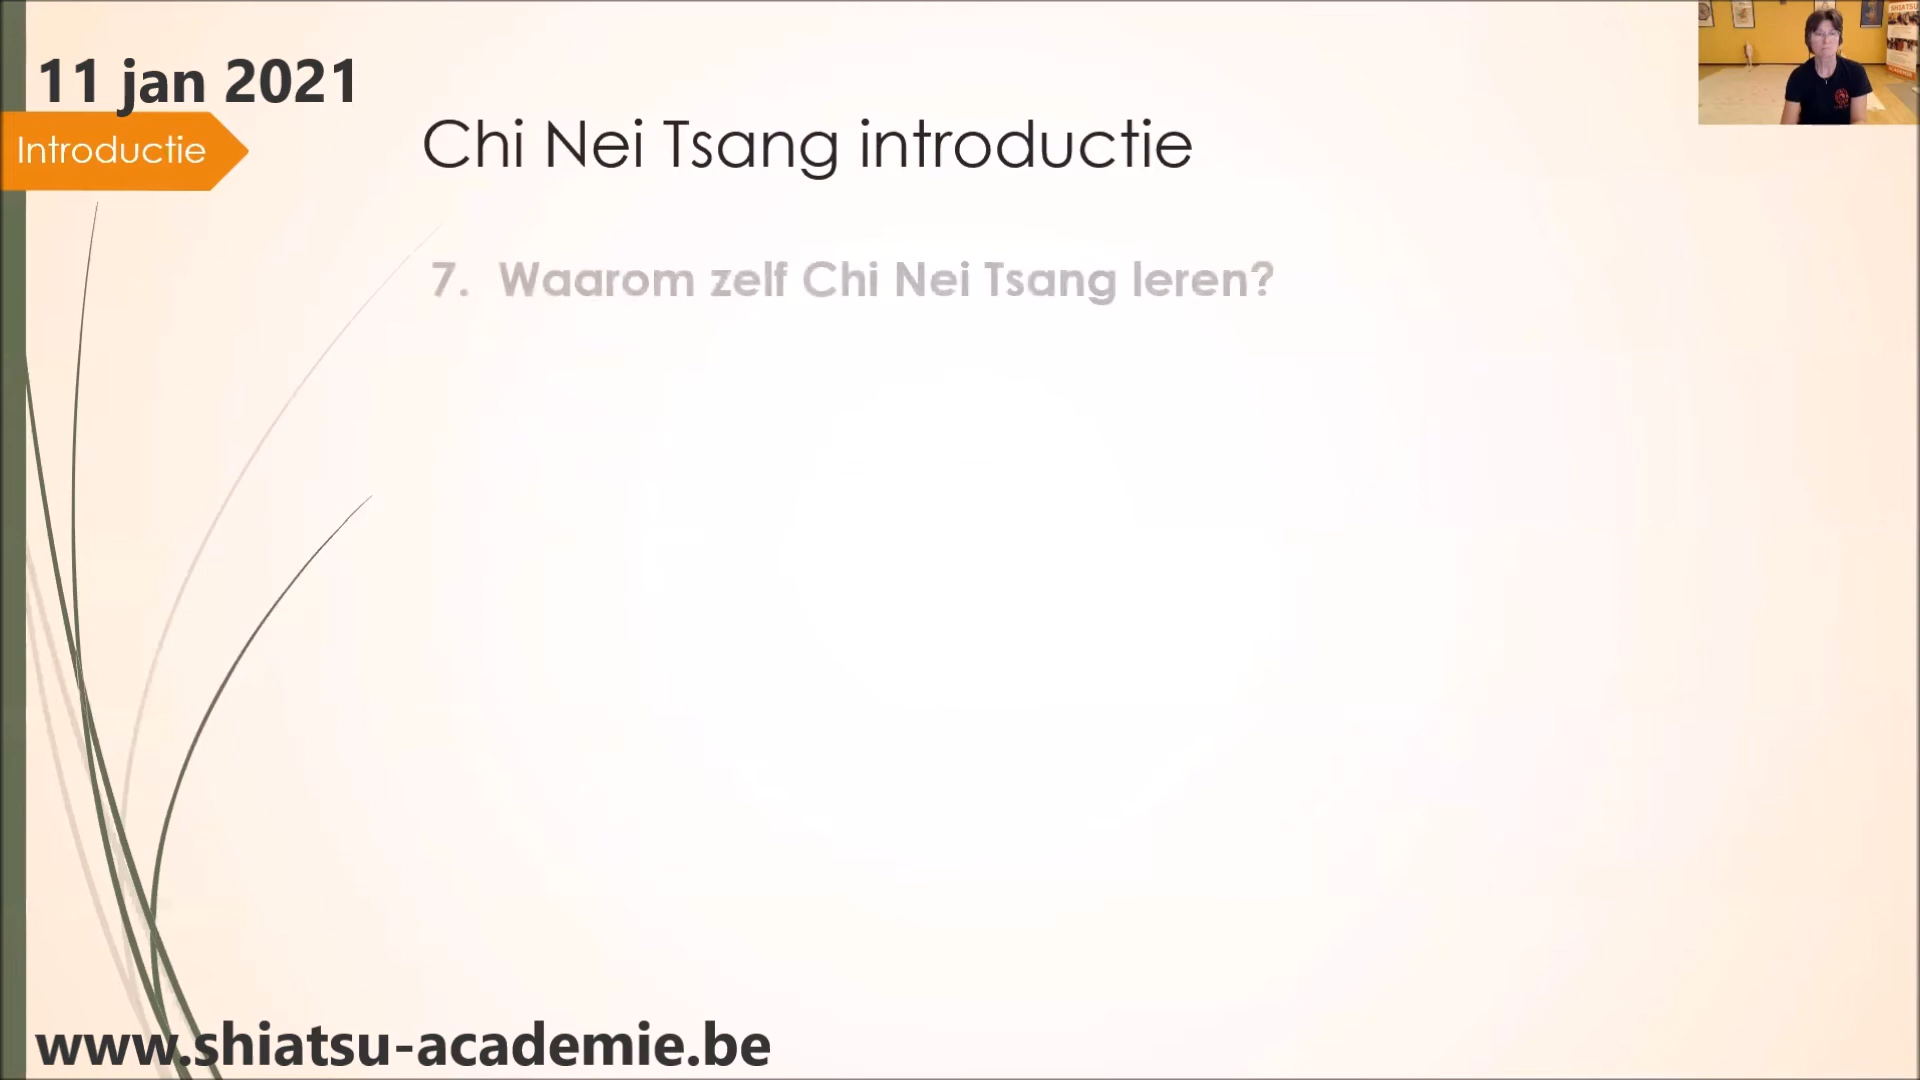 11 jan 2021
Introductie
Chi Nei Tsang introductie
7. Waarom zelf Chi Nei Tsang leren?
www.shiatsu-academie.be
SHIATSU